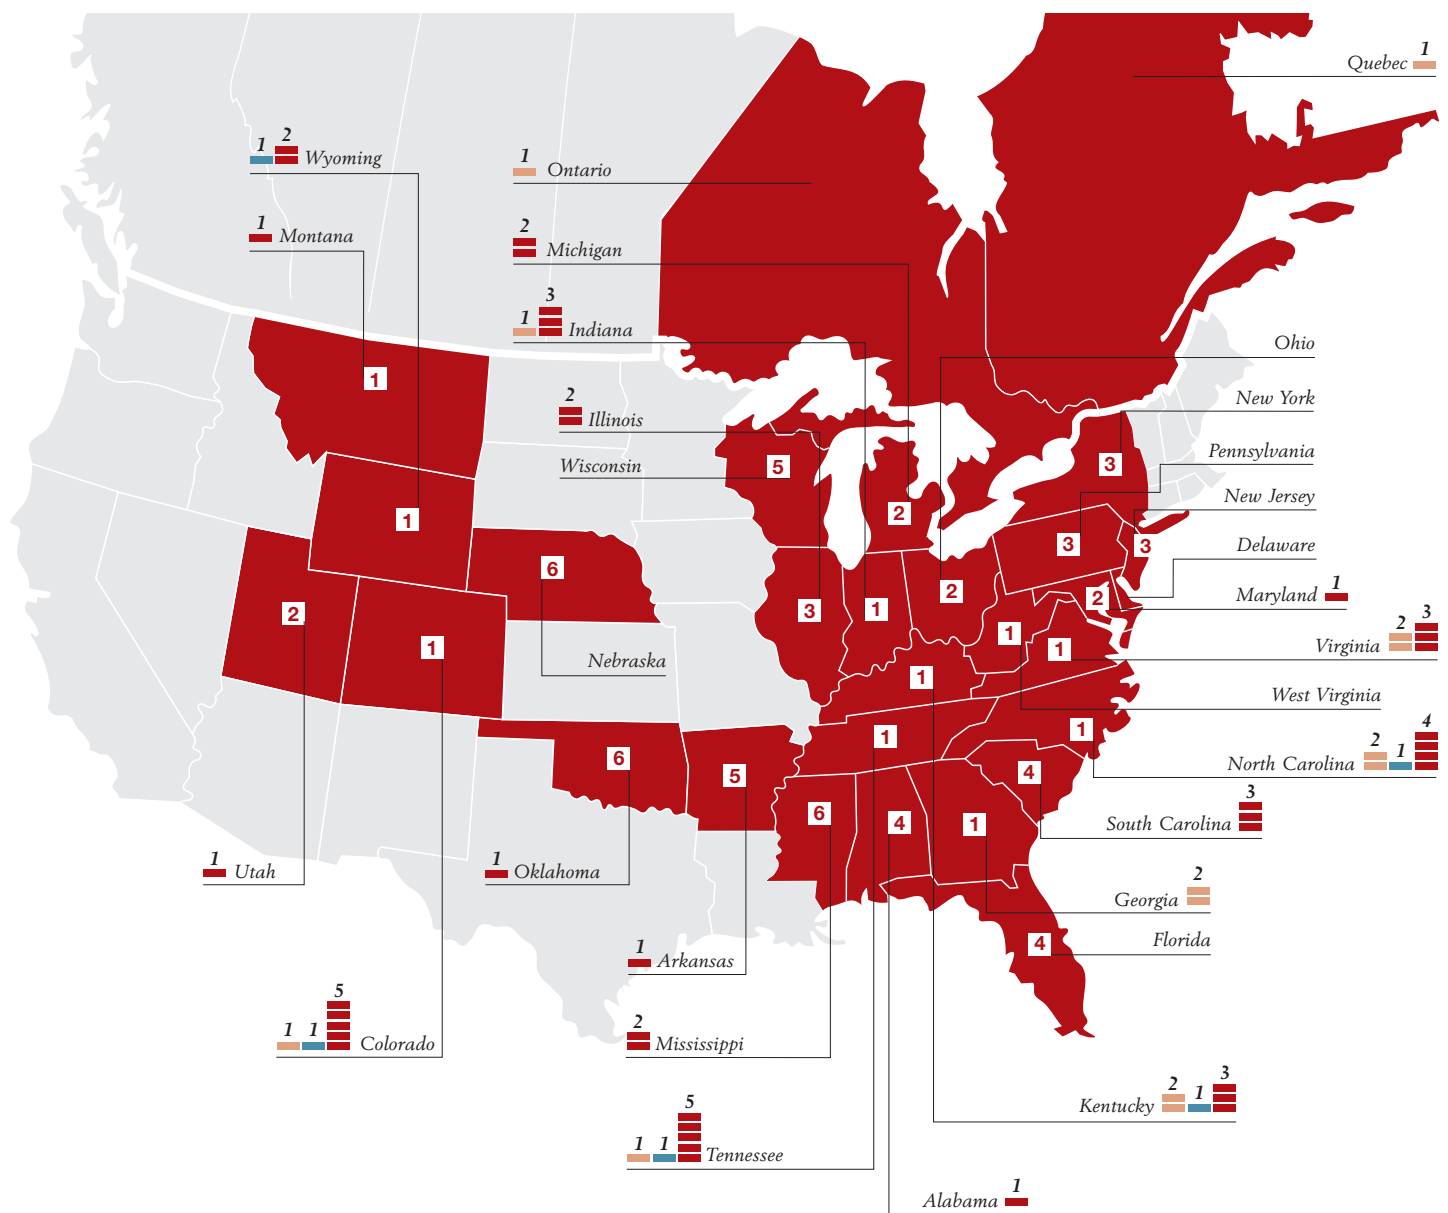 1
Quebec
1 2
Wyoming
1
Ontario
1
Montana
2
Michigan
3
1
Indiana
Ohio
1
2
Illinois
New York
Wisconsin
5
3
Pennsylvania
New Jersey
1
2
3
3
Delaware
6
2
Maryland
1
2
3
1
2
1
2 3
Virginia
1
1
1
Nebraska
1
West Virginia
1
1
4
2 1
North Carolina
6
5
4
3
South Carolina
6
4
1
1
Utah
1
Oklahoma
2
Georgia
4
Florida
1
Arkansas
5
1 1
Colorado
2
Mississippi
3
2 1
Kentucky
5
1 1
Tennessee
1
Alabama